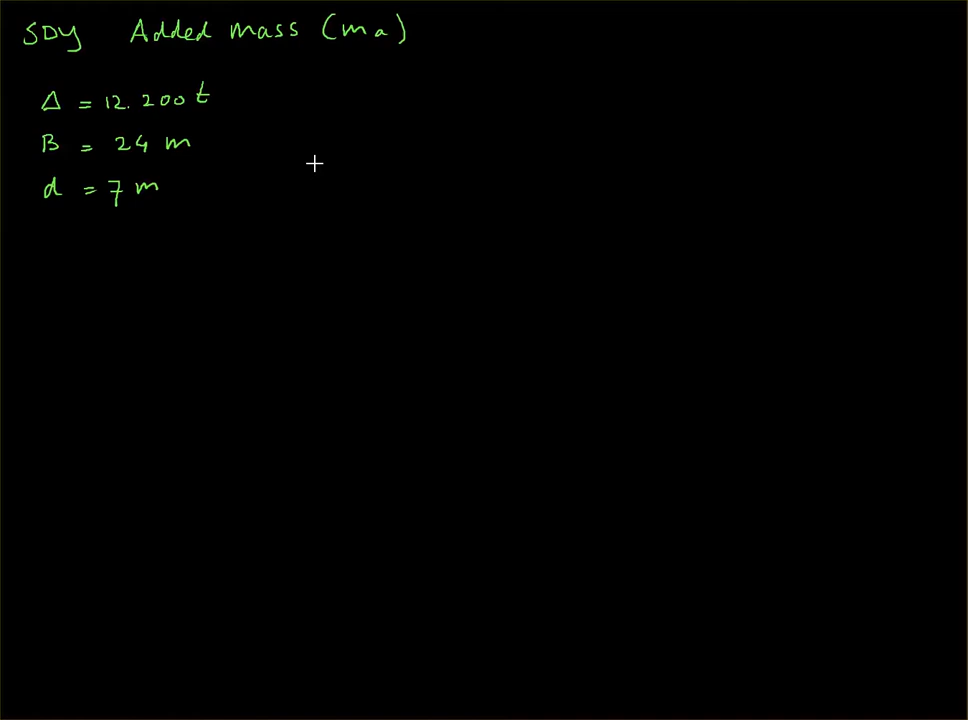 SDY Added mass (ma)
Δ = 12.200 t
B = 24 m
d = 7 m